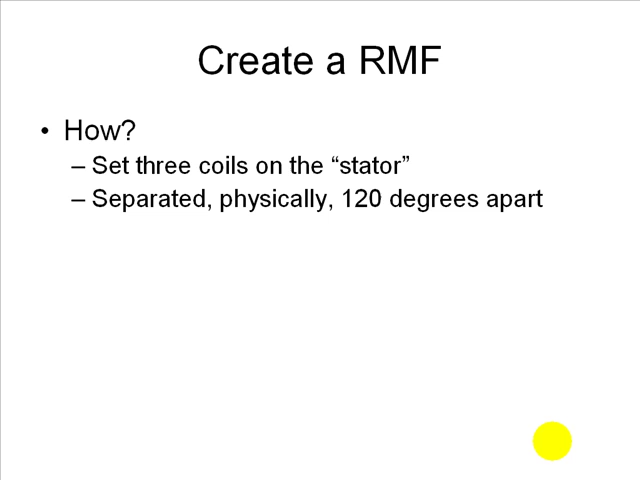 Create a RMF
• How?
– Set three coils on the “stator”
– Separated, physically, 120 degrees apart